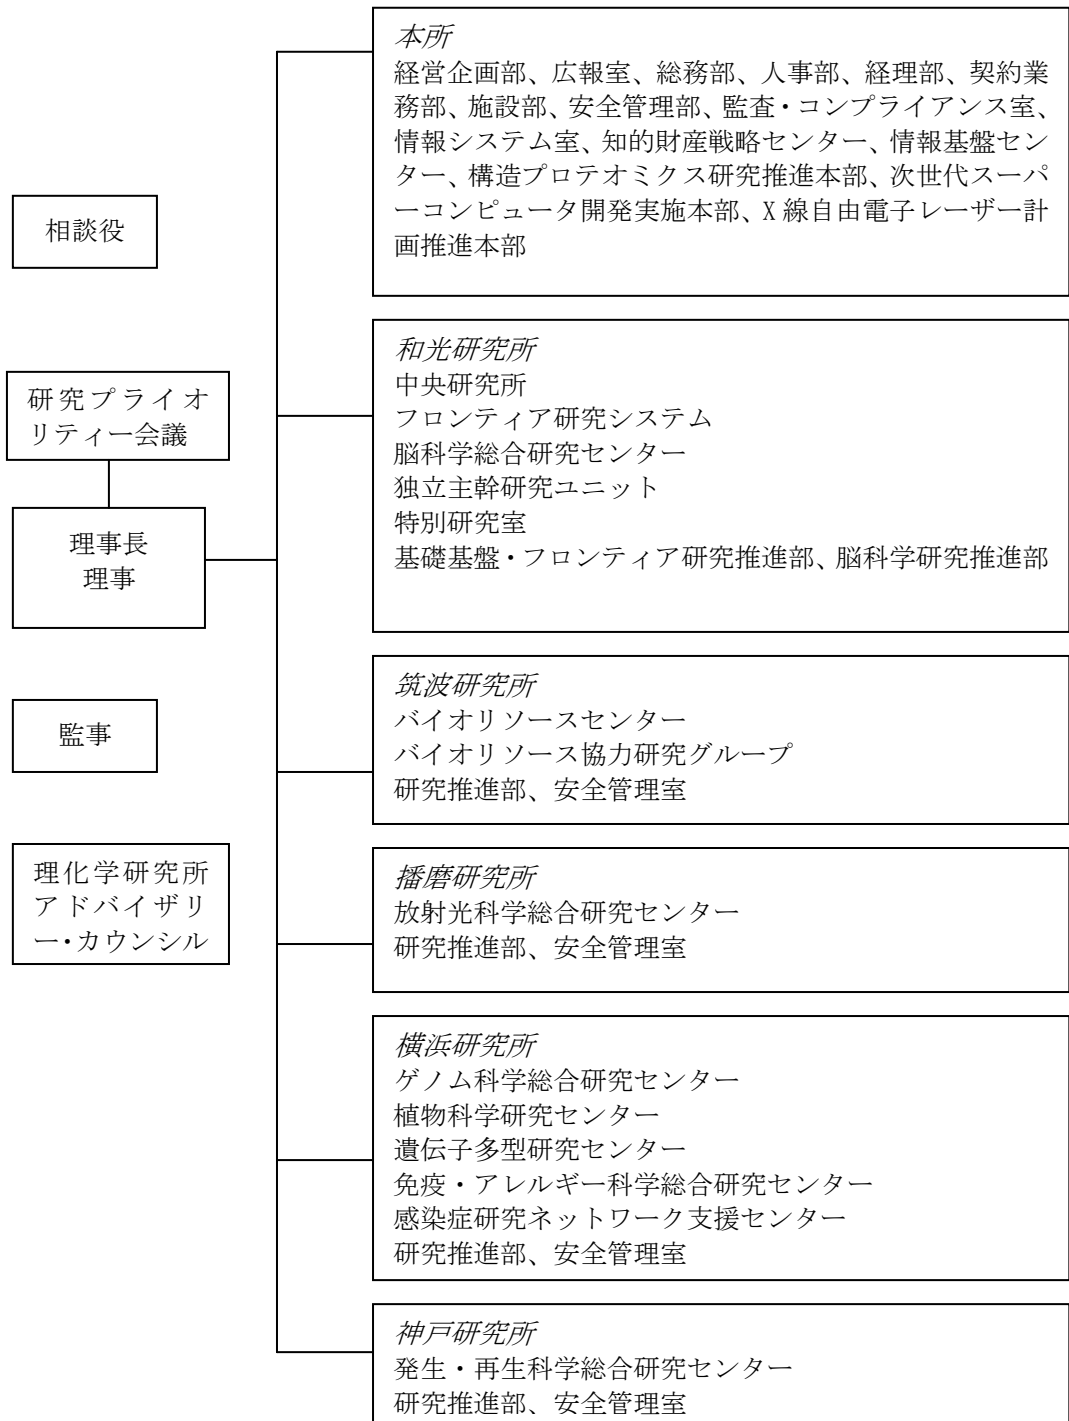 相談役
研究プライオ
リティー会議
理事長
理事
監事
理化学研究所
アドバイザリ
ー・カウンシル
本所
経営企画部、広報室、総務部、人事部、経理部、契約業
務部、施設部、安全管理部、監査・コンプライアンス室、
情報システム室、知的財産戦略センター、情報基盤セン
ター、構造プロテオミクス研究推進本部、次世代スーパ
ーコンピュータ開発実施本部、X 線自由電子レーザー計
画推進本部
和光研究所
中央研究所
フロンティア研究システム
脳科学総合研究センター
独立主幹研究ユニット
特別研究室
基礎基盤・フロンティア研究推進部、脳科学研究推進部
筑波研究所
バイオリソースセンター
バイオリソース協力研究グループ
研究推進部、安全管理室
播磨研究所
放射光科学総合研究センター
研究推進部、安全管理室
横浜研究所
ゲノム科学総合研究センター
植物科学研究センター
遺伝子多型研究センター
免疫・アレルギー科学総合研究センター
感染症研究ネットワーク支援センター
研究推進部、安全管理室
神戸研究所
発生・再生科学総合研究センター
研究推進部、安全管理室